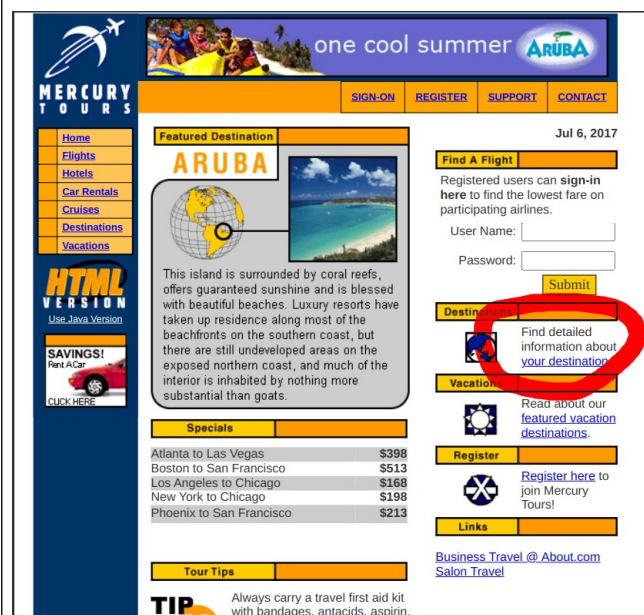 one cool summer ARUBA
MERCURY
TOURS
SIGN-ON REGISTER SUPPORT CONTACT
Home
Flights
Hotels
Car Rentals
Cruises
Destinations
Vacations
HTML
VERSION
Use Java Version
SAVINGS!
Rent A Car
CLICK HERE
Featured Destination
ARUBA
This island is surrounded by coral reefs,
offers guaranteed sunshine and is blessed
with beautiful beaches. Luxury resorts have
taken up residence along most of the
beachfronts on the southern coast, but
there are still undeveloped areas on the
exposed northern coast, and much of the
interior is inhabited by nothing more
substantial than goats.
Specials
Atlanta to Las Vegas $398
Boston to San Francisco $513
Los Angeles to Chicago $168
New York to Chicago $198
Phoenix to San Francisco $213
Tour Tips
TIP
Always carry a travel first aid kit
with bandages, antacids, aspirin,
Jul 6, 2017
Find A Flight
Registered users can sign-in
here to find the lowest fare on
participating airlines.
User Name:
Password:
Submit
Destinations
Find detailed
information about
your destination
Vacations
Read about our
featured vacation
destinations.
Register
Register here to
join Mercury
Tours!
Links
Business Travel @ About.com
Salon Travel